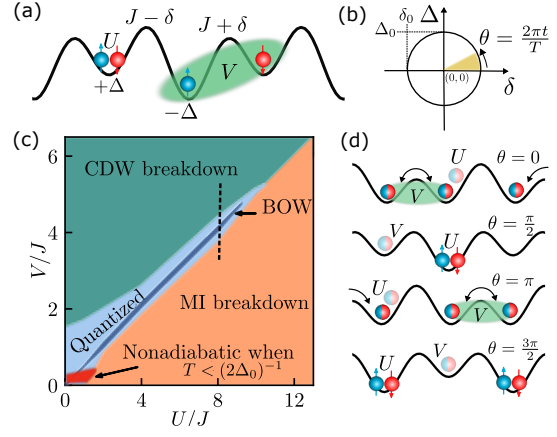 (a)
J − δ
J + δ
U
V
+Δ
−Δ
(b)
δ₀
Δ
Δ₀
θ = 2πt/T
(0,0)
δ
(c)
6
4
2
0
V/J
CDW breakdown
BOW
Quantized
MI breakdown
Nonadiabatic when
T < (2Δ₀)⁻¹
0
4
8
12
U/J
(d)
U
θ = 0
V
V
U
θ = π/2
U
θ = π
V
U
V
θ = 3π/2